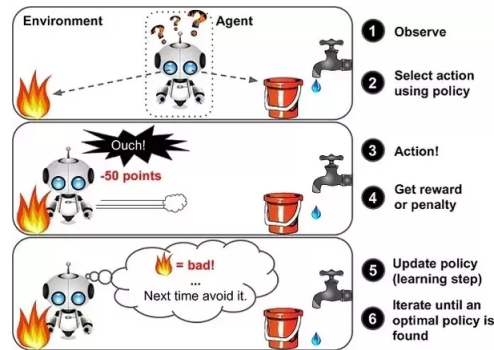 Environment
Agent
? ? ?
1 Observe
2 Select action
using policy
Ouch!
-50 points
3 Action!
4 Get reward
or penalty
= bad!
...
Next time avoid it.
5 Update policy
(learning step)
6 Iterate until an
optimal policy is
found